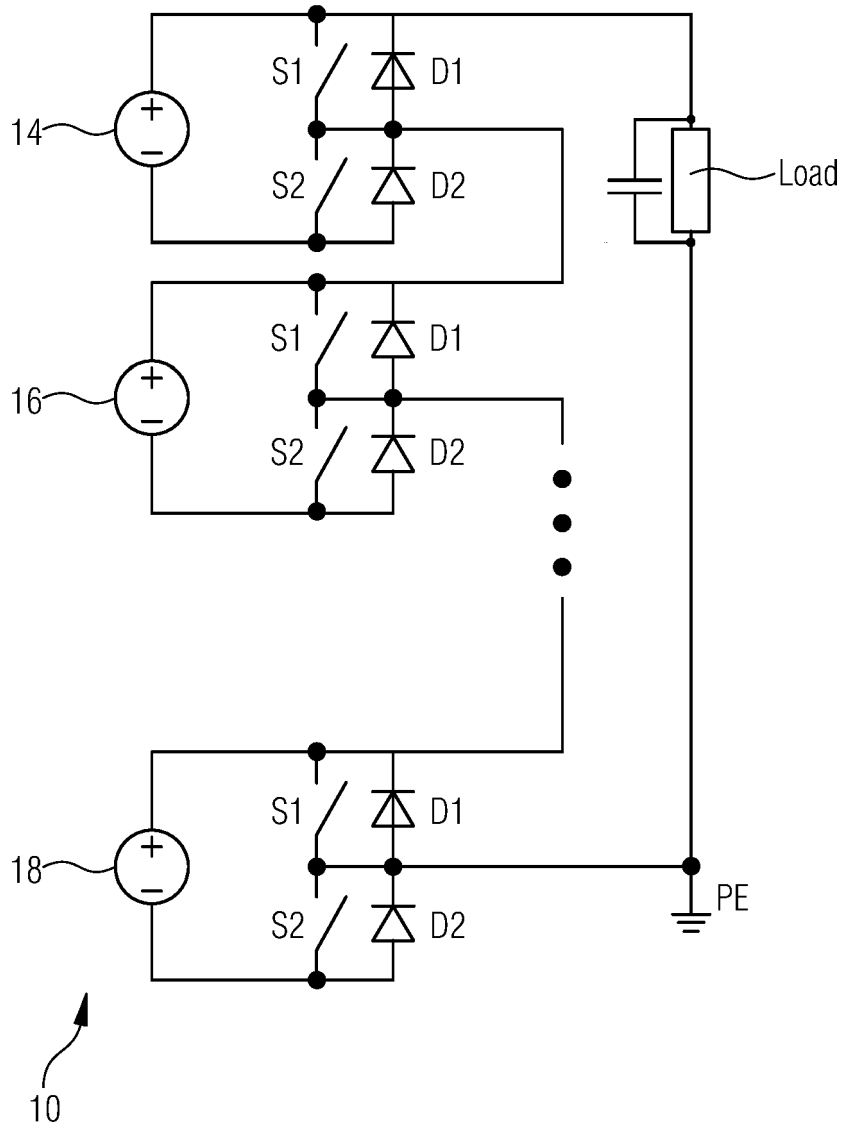 S1 D1
14 + −
S2 D2
Load
S1 D1
16 + −
S2 D2
S1 D1
18 + −
S2 D2
PE
10